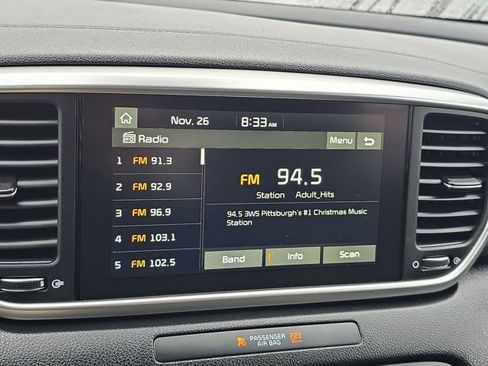 Nov. 26 8:33 AM
Radio Menu
1 FM 91.3
2 FM 92.9
3 FM 96.9
4 FM 103.1
5 FM 102.5
FM 94.5
Station Adult_Hits
94.5 3WS Pittsburgh's #1 Christmas Music
Station
Band Info Scan
PASSENGER
AIR BAG
OFF